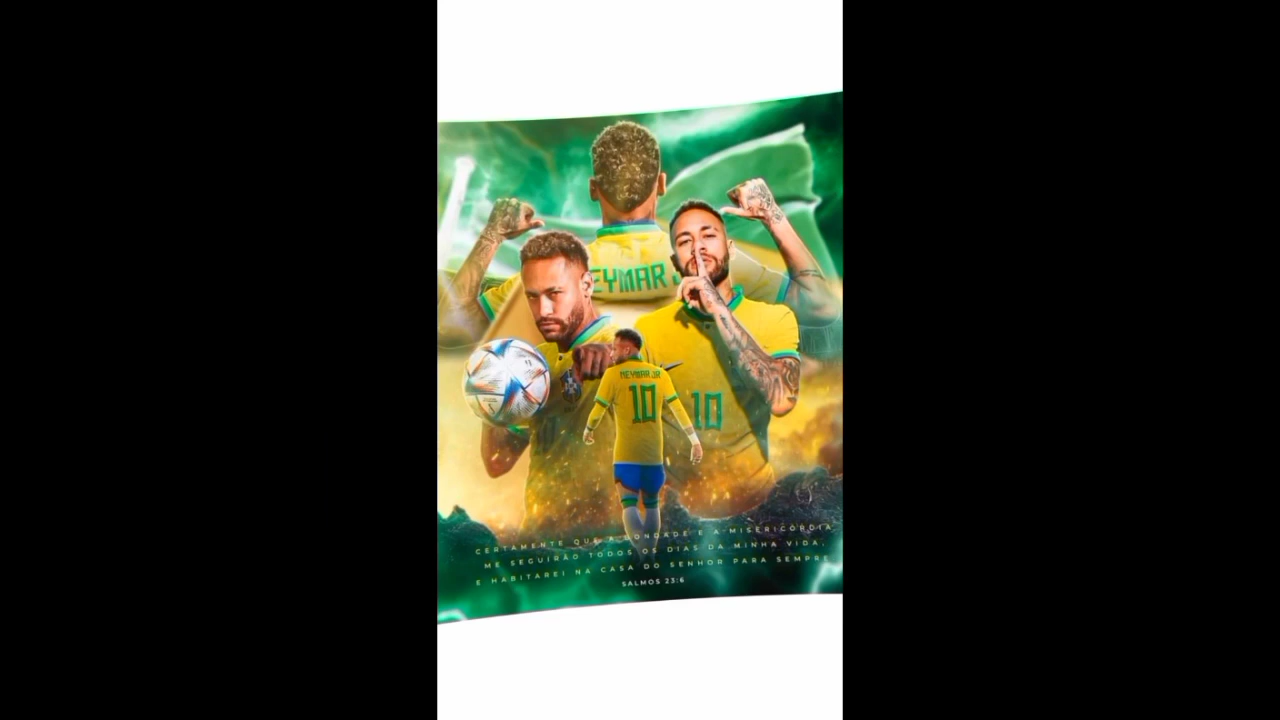 EYMAR J
NEYMAR JR
10
10
CERTAMENTE QUE A BONDADE E A MISERICÓRDIA
ME SEGUIRÃO TODOS OS DIAS DA MINHA VIDA,
E HABITAREI NA CASA DO SENHOR PARA SEMPRE
SALMOS 23:6